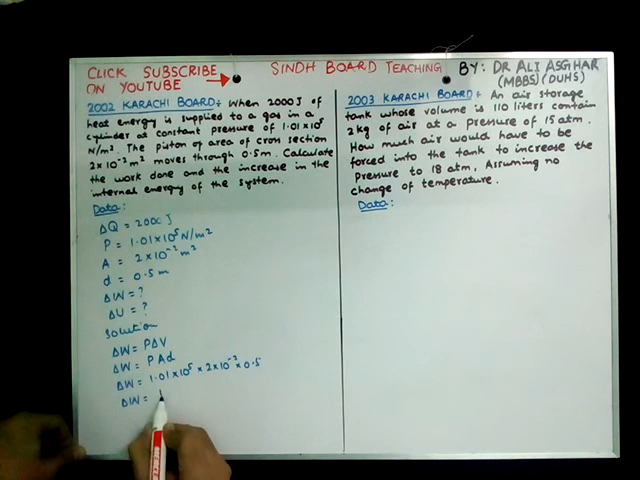 CLICK SUBSCRIBE
ON YOUTUBE
SINDH BOARD TEACHING
BY: DR ALI ASGHAR
(MBBS) (DUHS)
2002 KARACHI BOARD:- When 2000J of
heat energy is supplied to a gas in a
cylinder at constant pressure of 1.01×10⁵
N/m². The piston of area of cross section
2×10⁻² m² moves through 0.5m. Calculate
the work done and the increase in the
internal energy of the system.
Data:
ΔQ = 2000 J
P = 1.01×10⁵ N/m²
A = 2×10⁻² m²
d = 0.5 m
ΔW = ?
ΔU = ?
Solution
ΔW = PΔV
ΔW = P A d
ΔW = 1.01×10⁵ × 2×10⁻² × 0.5
ΔW = 1
2003 KARACHI BOARD:- An air storage
tank whose volume is 110 liters contain
2kg of air at a pressure of 15 atm.
How much air would have to be
forced into the tank to increase the
pressure to 18 atm, Assuming no
change of temperature.
Data: